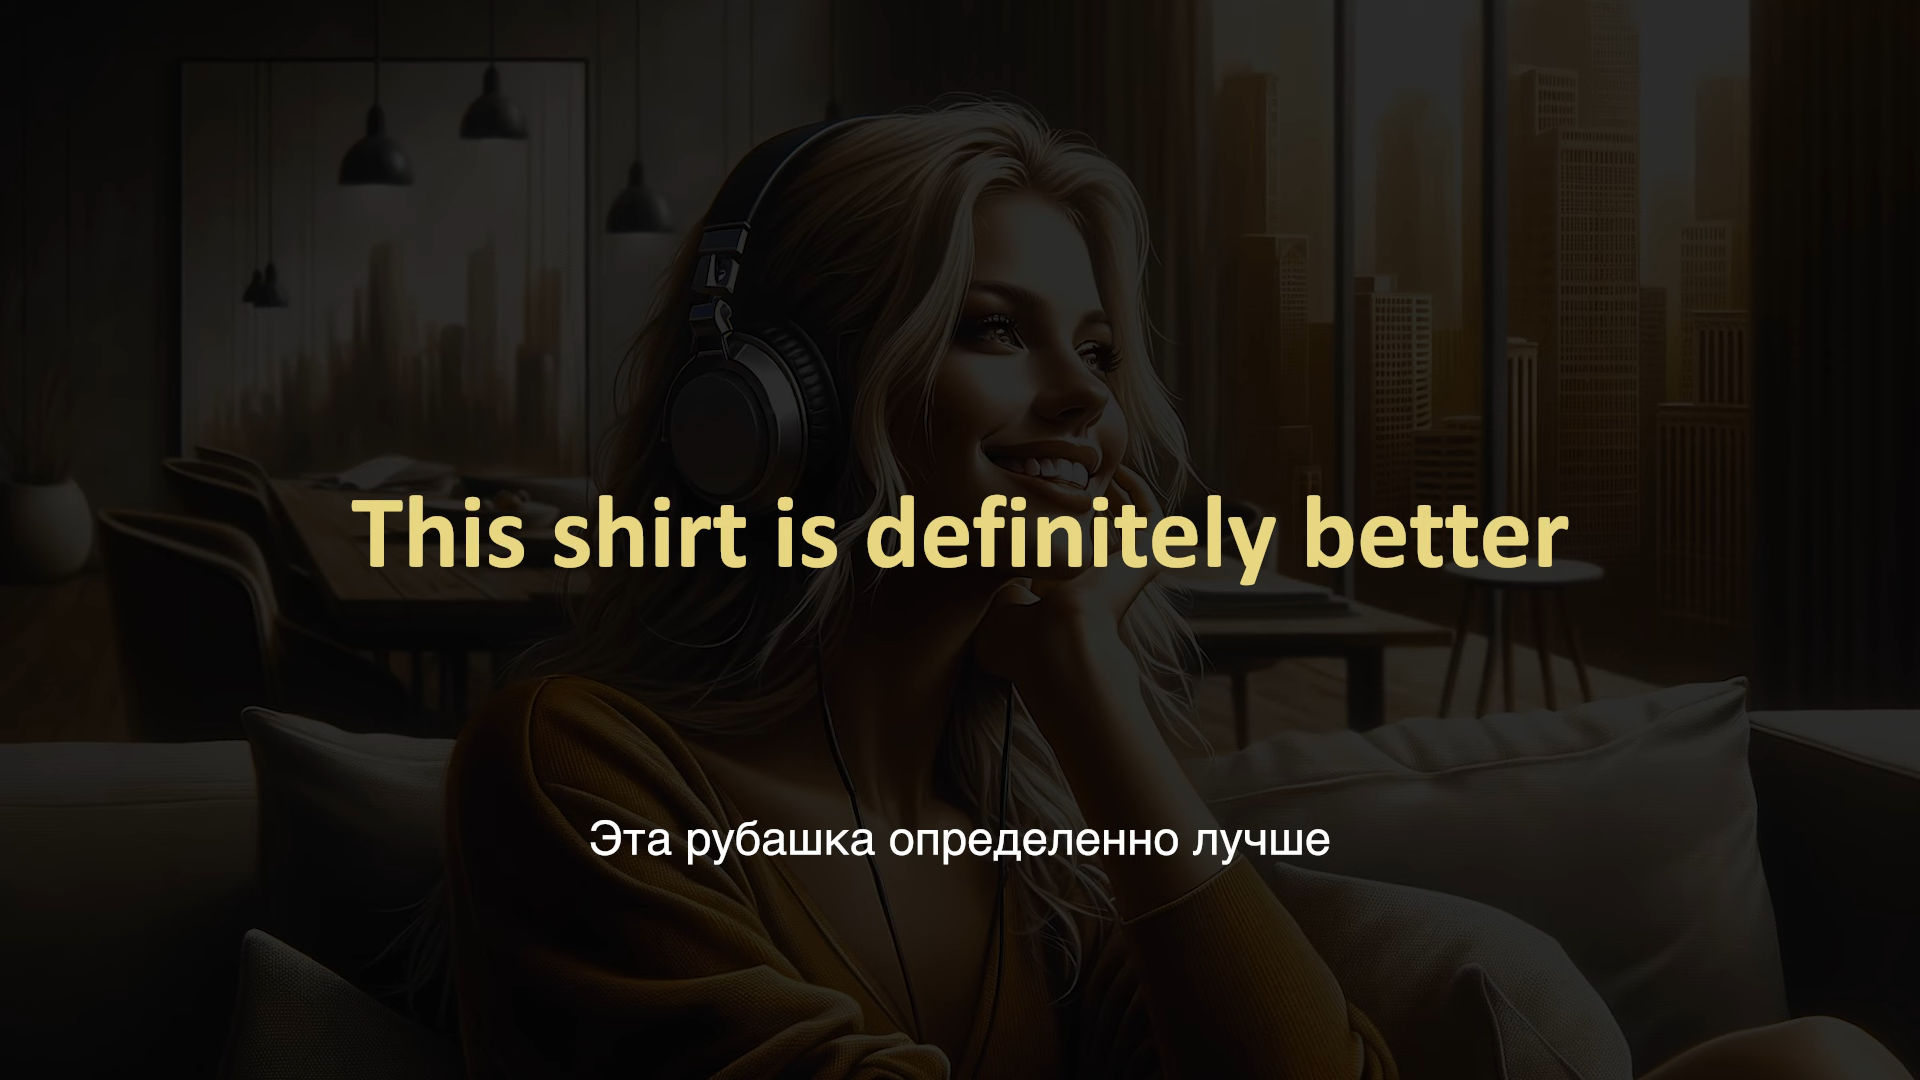 This shirt is definitely better
Эта рубашка определенно лучше